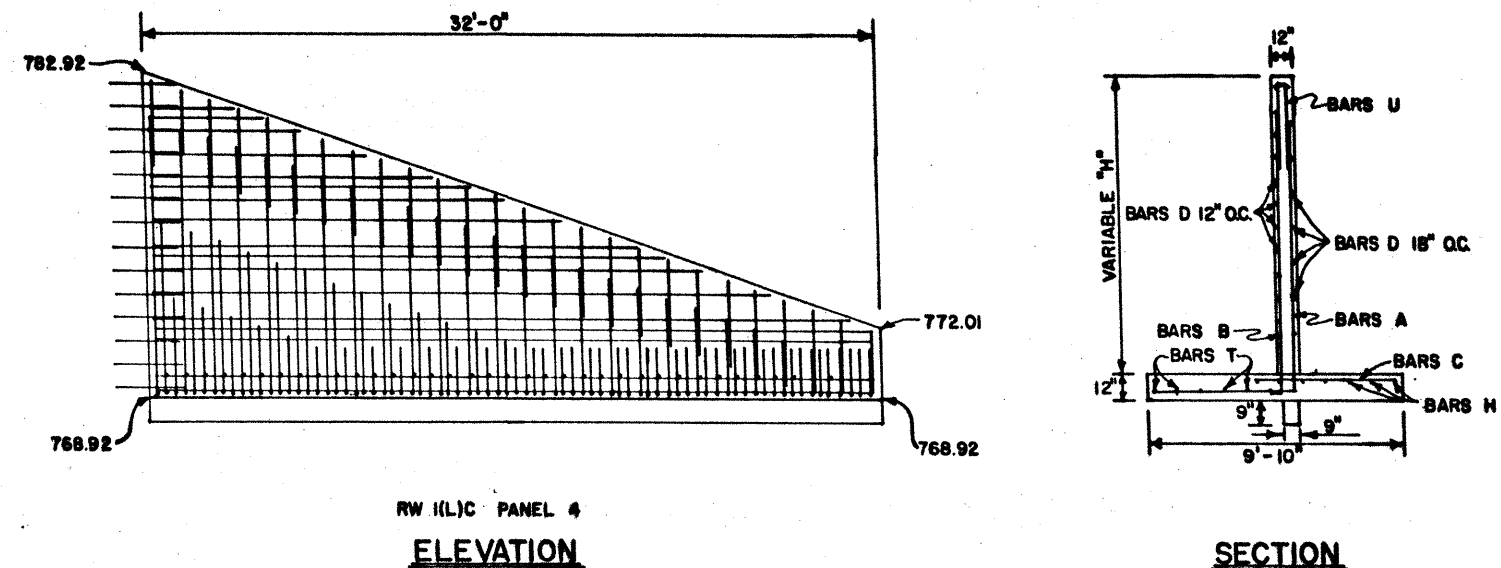 32'-0"
782.92
772.01
768.92
768.92
RW 1(L)C PANEL 4
ELEVATION
12"
BARS U
VARIABLE "H"
BARS D 12" O.C.
BARS D 18" O.C.
BARS A
BARS B
BARS T
BARS C
12"
BARS H
9"
9"
9'-10"
SECTION